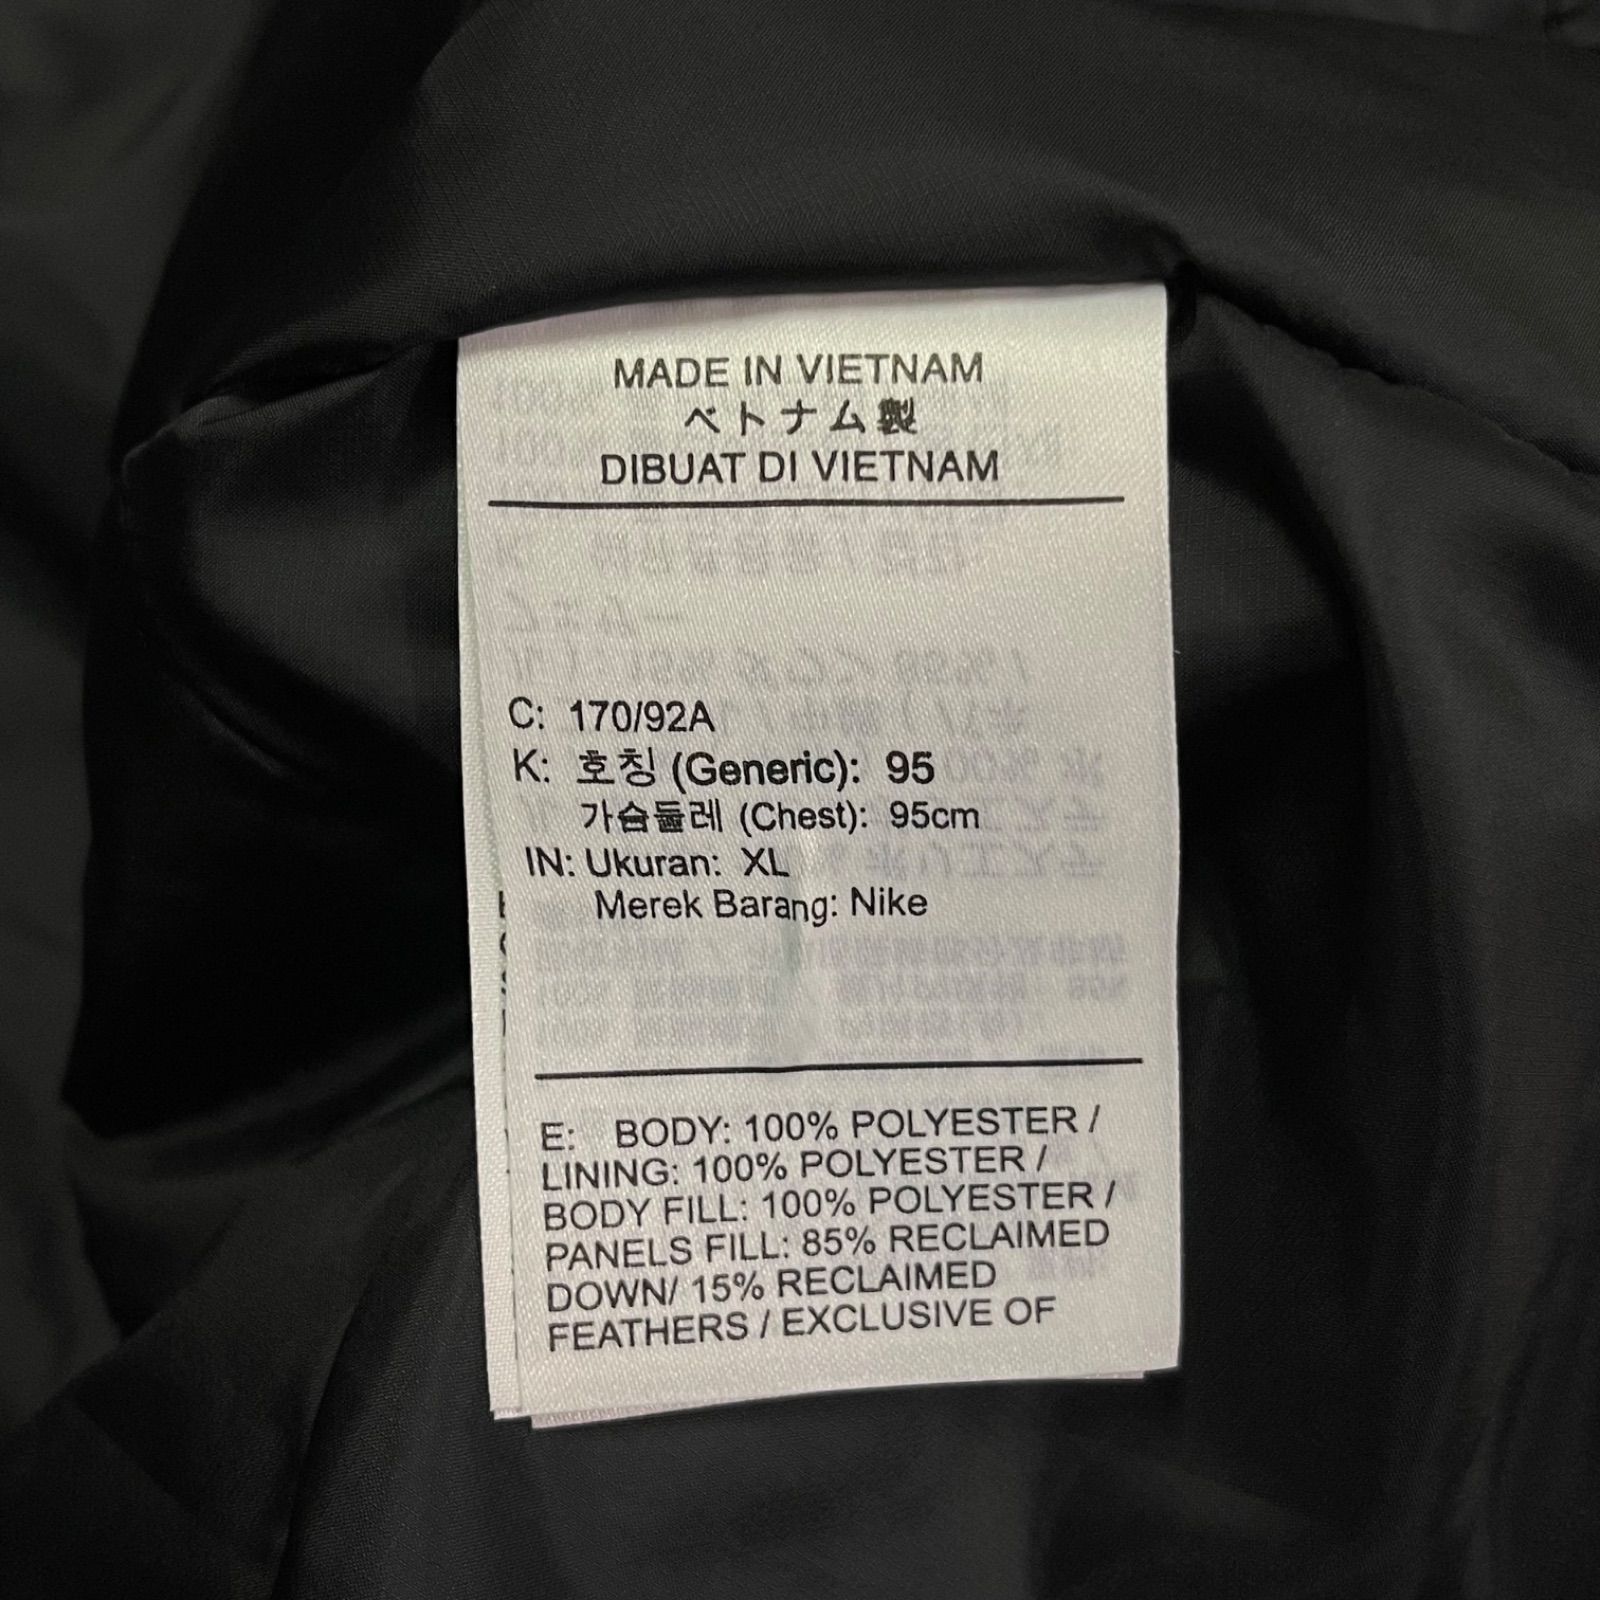 MADE IN VIETNAM
ベトナム製
DIBUAT DI VIETNAM
C: 170/92A
K: 호칭 (Generic): 95
가슴둘레 (Chest): 95cm
IN: Ukuran: XL
Merek Barang: Nike
E: BODY: 100% POLYESTER /
LINING: 100% POLYESTER /
BODY FILL: 100% POLYESTER /
PANELS FILL: 85% RECLAIMED
DOWN/ 15% RECLAIMED
FEATHERS / EXCLUSIVE OF